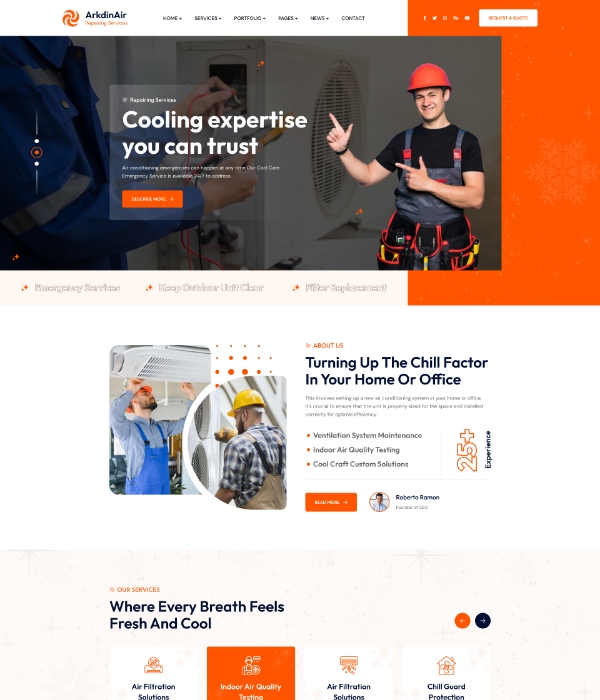 ArkdinAir
Repairing Services
HOME +
SERVICES +
PORTFOLIO +
PAGES +
NEWS +
CONTACT
REQUEST A QUOTE
Repairing Services
Cooling expertise
you can trust
Air conditioning emergencies can happen at any time Our Cool Care
Emergency Service is available 24/7 to address
DESCRIBE MORE
Emergency Services
Keep Outdoor Unit Clear
Filter Replacement
ABOUT US
Turning Up The Chill Factor
In Your Home Or Office
This involves setting up a new air conditioning system in your home or office.
It's crucial to ensure that the unit is properly sized for the space and installed
correctly for optimal efficiency
Ventilation System Maintenance
Indoor Air Quality Testing
Cool Craft Custom Solutions
25+
Experience
READ MORE
Roberto Ramon
Founder of CEO
OUR SERVICES
Where Every Breath Feels
Fresh And Cool
Air Filtration
Solutions
Indoor Air Quality
Testing
Air Filtration
Solutions
Chill Guard
Protection